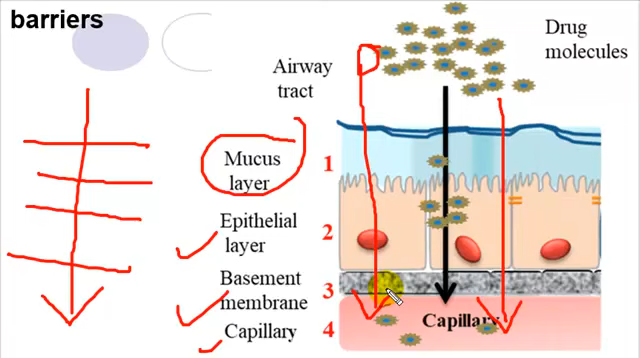 barriers
Drug
molecules
Airway
tract
Mucus
layer
Epithelial
layer
Basement
membrane
Capillary
1
2
3
4
Capillary